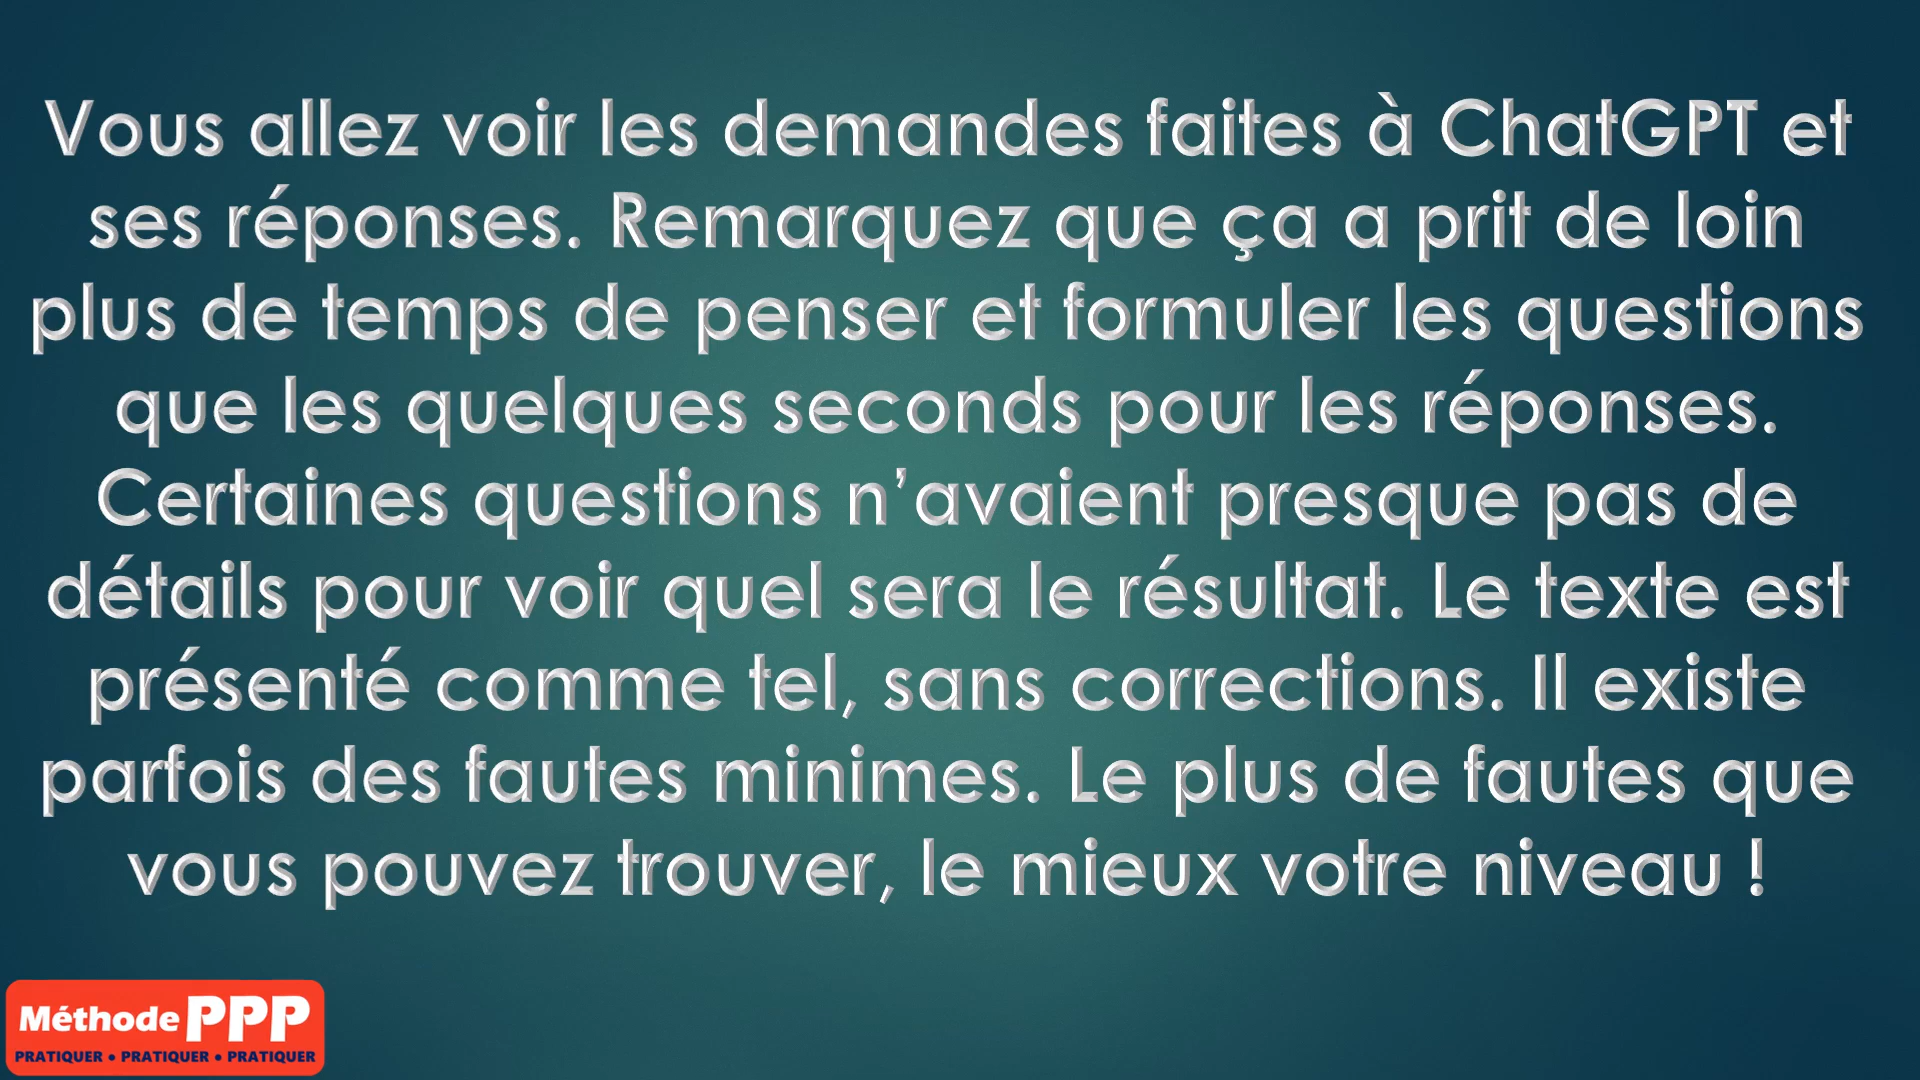 Vous allez voir les demandes faites à ChatGPT et
ses réponses. Remarquez que ça a prit de loin
plus de temps de penser et formuler les questions
que les quelques seconds pour les réponses.
Certaines questions n’avaient presque pas de
détails pour voir quel sera le résultat. Le texte est
présenté comme tel, sans corrections. Il existe
parfois des fautes minimes. Le plus de fautes que
vous pouvez trouver, le mieux votre niveau !
Méthode PPP
PRATIQUER • PRATIQUER • PRATIQUER